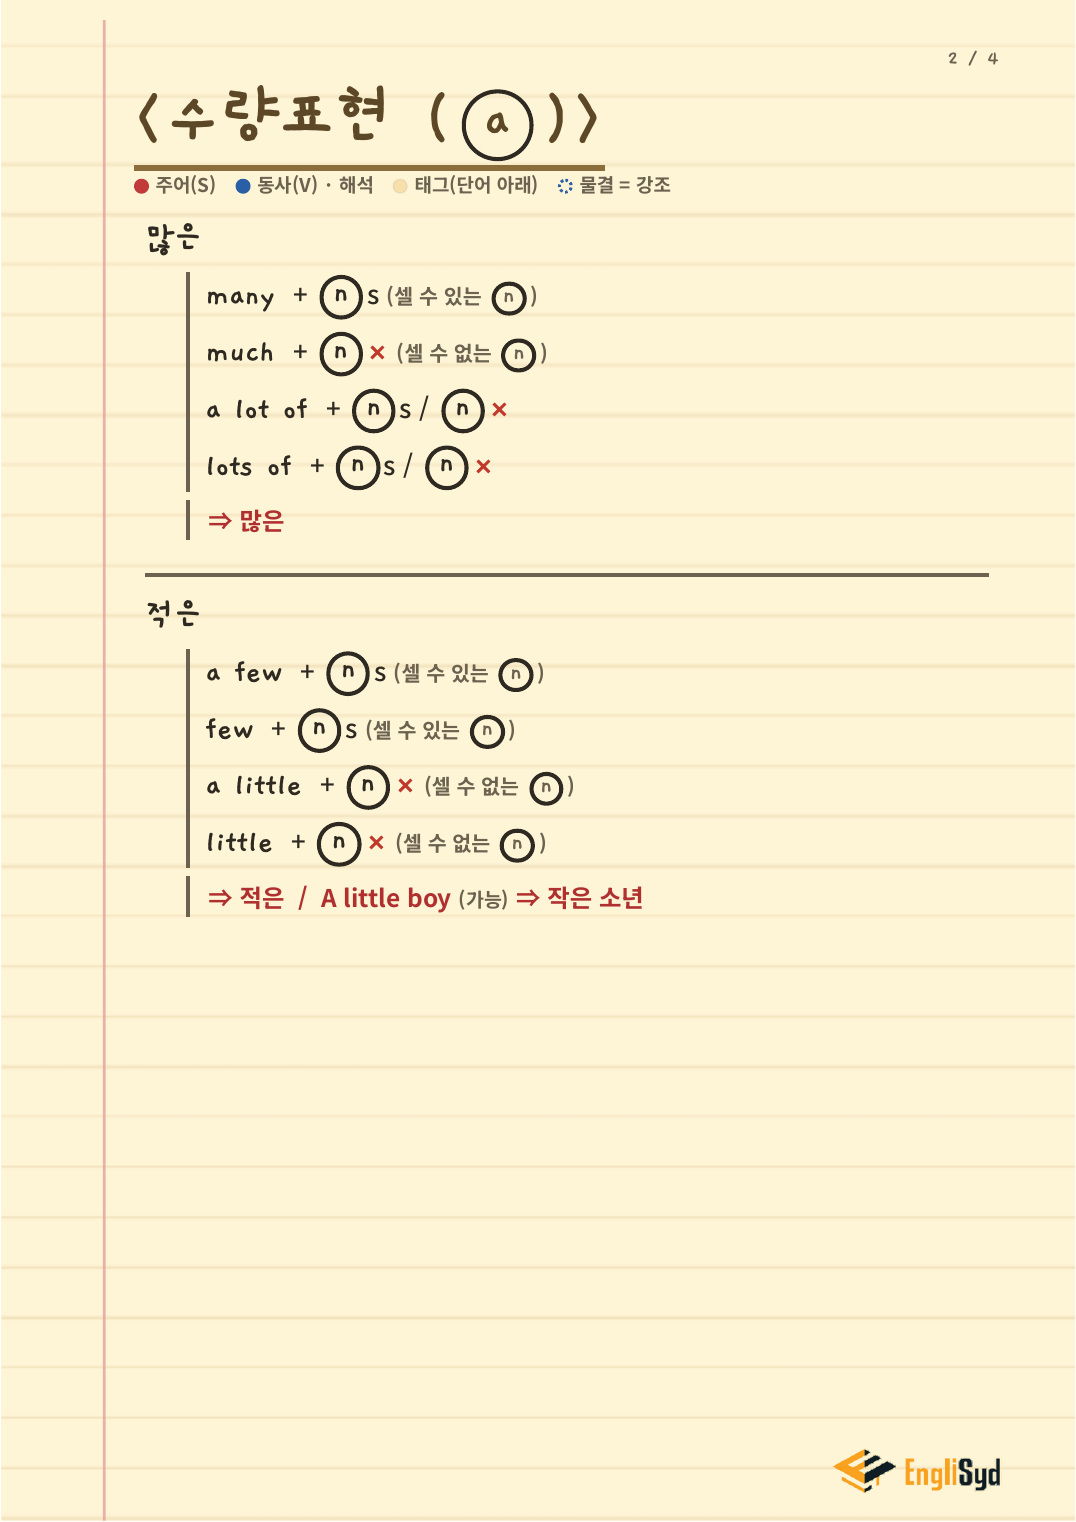 2 / 4
<수량표현 (a)>
주어(S) 동사(V) · 해석 태그(단어 아래) 물결 = 강조
많은
many + n s (셀 수 있는 n)
much + n × (셀 수 없는 n)
a lot of + n s / n ×
lots of + n s / n ×
⇒ 많은
적은
a few + n s (셀 수 있는 n)
few + n s (셀 수 있는 n)
a little + n × (셀 수 없는 n)
little + n × (셀 수 없는 n)
⇒ 적은 / A little boy (가능) ⇒ 작은 소년
EngliSyd